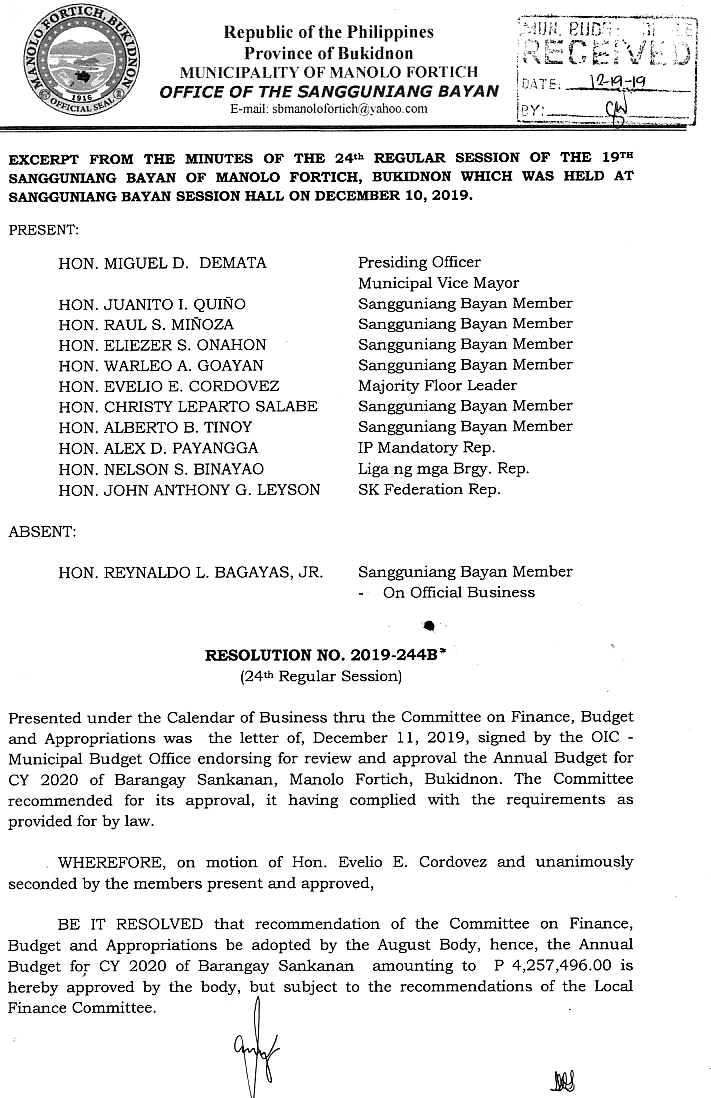 MANOLO FORTICH, BUKIDNON
1916
OFFICIAL SEAL
Republic of the Philippines
Province of Bukidnon
MUNICIPALITY OF MANOLO FORTICH
OFFICE OF THE SANGGUNIANG BAYAN
E-mail: sbmanolofortich@yahoo.com
RECEIVED
DATE: 12-19-19
BY:
EXCERPT FROM THE MINUTES OF THE 24th REGULAR SESSION OF THE 19TH
SANGGUNIANG BAYAN OF MANOLO FORTICH, BUKIDNON WHICH WAS HELD AT
SANGGUNIANG BAYAN SESSION HALL ON DECEMBER 10, 2019.
PRESENT:
HON. MIGUEL D. DEMATA Presiding Officer
Municipal Vice Mayor
HON. JUANITO I. QUIÑO Sangguniang Bayan Member
HON. RAUL S. MIÑOZA Sangguniang Bayan Member
HON. ELIEZER S. ONAHON Sangguniang Bayan Member
HON. WARLEO A. GOAYAN Sangguniang Bayan Member
HON. EVELIO E. CORDOVEZ Majority Floor Leader
HON. CHRISTY LEPARTO SALABE Sangguniang Bayan Member
HON. ALBERTO B. TINOY Sangguniang Bayan Member
HON. ALEX D. PAYANGGA IP Mandatory Rep.
HON. NELSON S. BINAYAO Liga ng mga Brgy. Rep.
HON. JOHN ANTHONY G. LEYSON SK Federation Rep.
ABSENT:
HON. REYNALDO L. BAGAYAS, JR. Sangguniang Bayan Member
- On Official Business
RESOLUTION NO. 2019-244B*
(24th Regular Session)
Presented under the Calendar of Business thru the Committee on Finance, Budget
and Appropriations was the letter of, December 11, 2019, signed by the OIC -
Municipal Budget Office endorsing for review and approval the Annual Budget for
CY 2020 of Barangay Sankanan, Manolo Fortich, Bukidnon. The Committee
recommended for its approval, it having complied with the requirements as
provided for by law.
WHEREFORE, on motion of Hon. Evelio E. Cordovez and unanimously
seconded by the members present and approved,
BE IT RESOLVED that recommendation of the Committee on Finance,
Budget and Appropriations be adopted by the August Body, hence, the Annual
Budget for CY 2020 of Barangay Sankanan amounting to P 4,257,496.00 is
hereby approved by the body, but subject to the recommendations of the Local
Finance Committee.